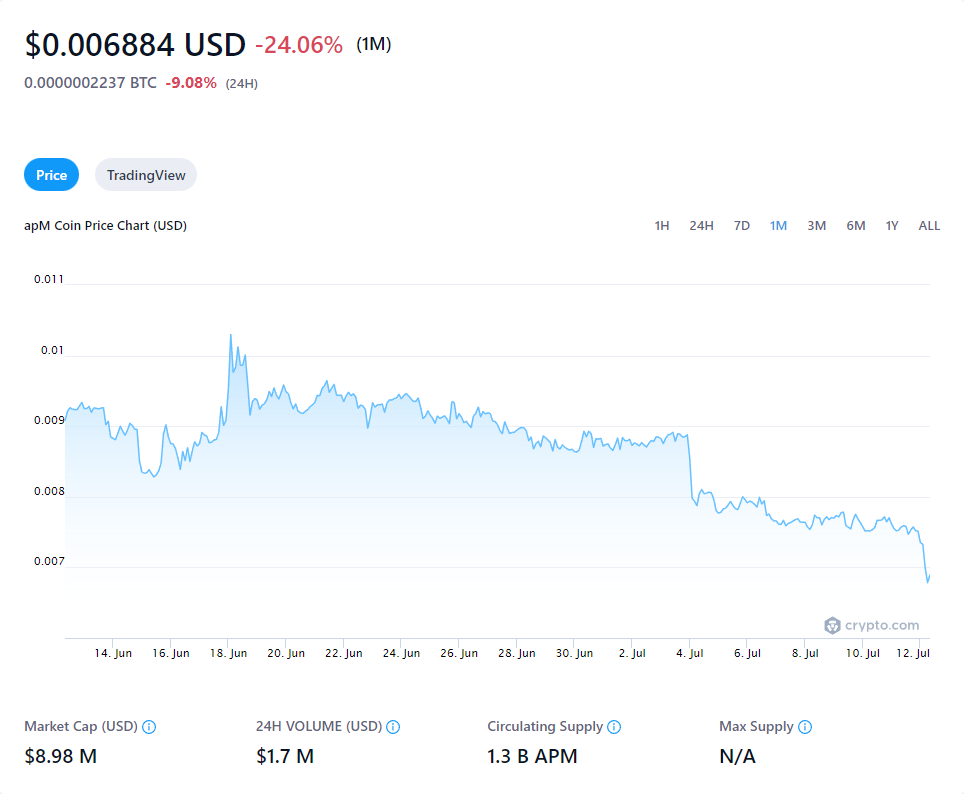 $0.006884 USD -24.06% (1M)
0.0000002237 BTC -9.08% (24H)
Price TradingView
apM Coin Price Chart (USD) 1H 24H 7D 1M 3M 6M 1Y ALL
0.011
0.01
0.009
0.008
0.007
crypto.com
14. Jun 16. Jun 18. Jun 20. Jun 22. Jun 24. Jun 26. Jun 28. Jun 30. Jun 2. Jul 4. Jul 6. Jul 8. Jul 10. Jul 12. Jul
Market Cap (USD) 24H VOLUME (USD) Circulating Supply Max Supply
$8.98 M $1.7 M 1.3 B APM N/A